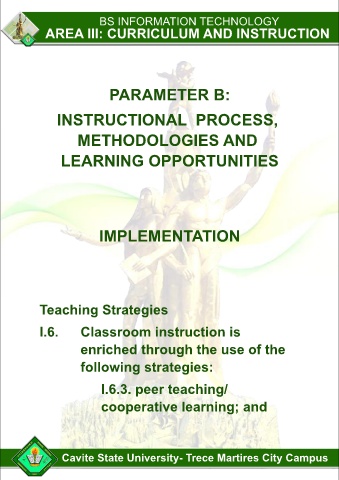 BS INFORMATION TECHNOLOGY
AREA III: CURRICULUM AND INSTRUCTION
PARAMETER B:
INSTRUCTIONAL PROCESS,
METHODOLOGIES AND
LEARNING OPPORTUNITIES
IMPLEMENTATION
Teaching Strategies
I.6. Classroom instruction is
enriched through the use of the
following strategies:
I.6.3. peer teaching/
cooperative learning; and
Cavite State University- Trece Martires City Campus